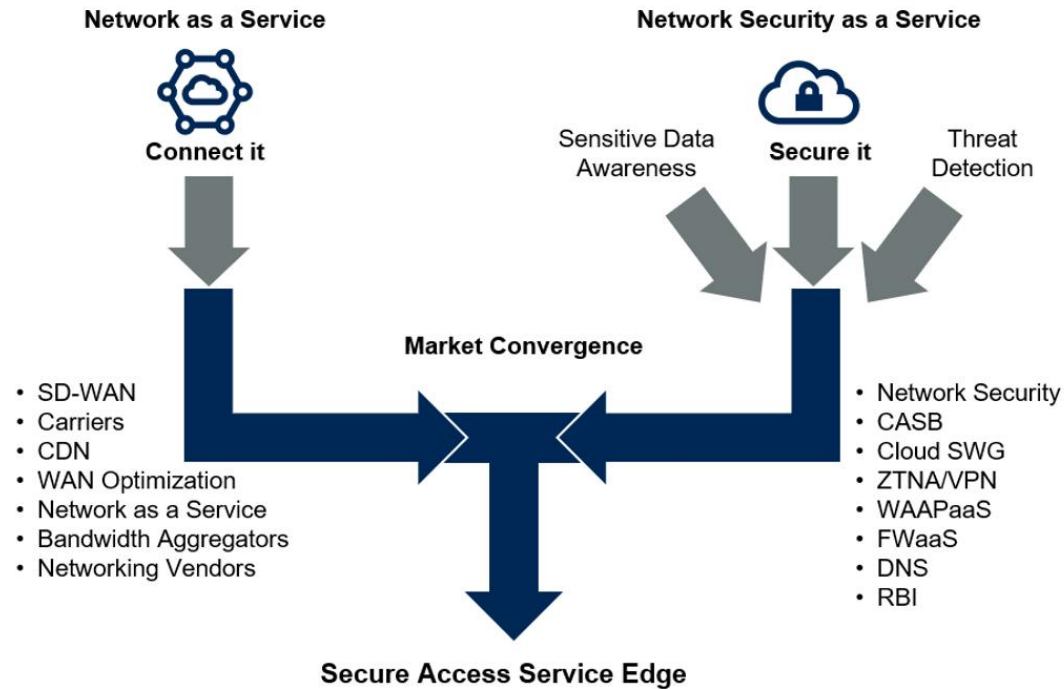 Network as a Service
Network Security as a Service
Connect it
Sensitive Data
Awareness
Secure it
Threat
Detection
Market Convergence
• SD-WAN
• Carriers
• CDN
• WAN Optimization
• Network as a Service
• Bandwidth Aggregators
• Networking Vendors
• Network Security
• CASB
• Cloud SWG
• ZTNA/VPN
• WAAPaaS
• FWaaS
• DNS
• RBI
Secure Access Service Edge